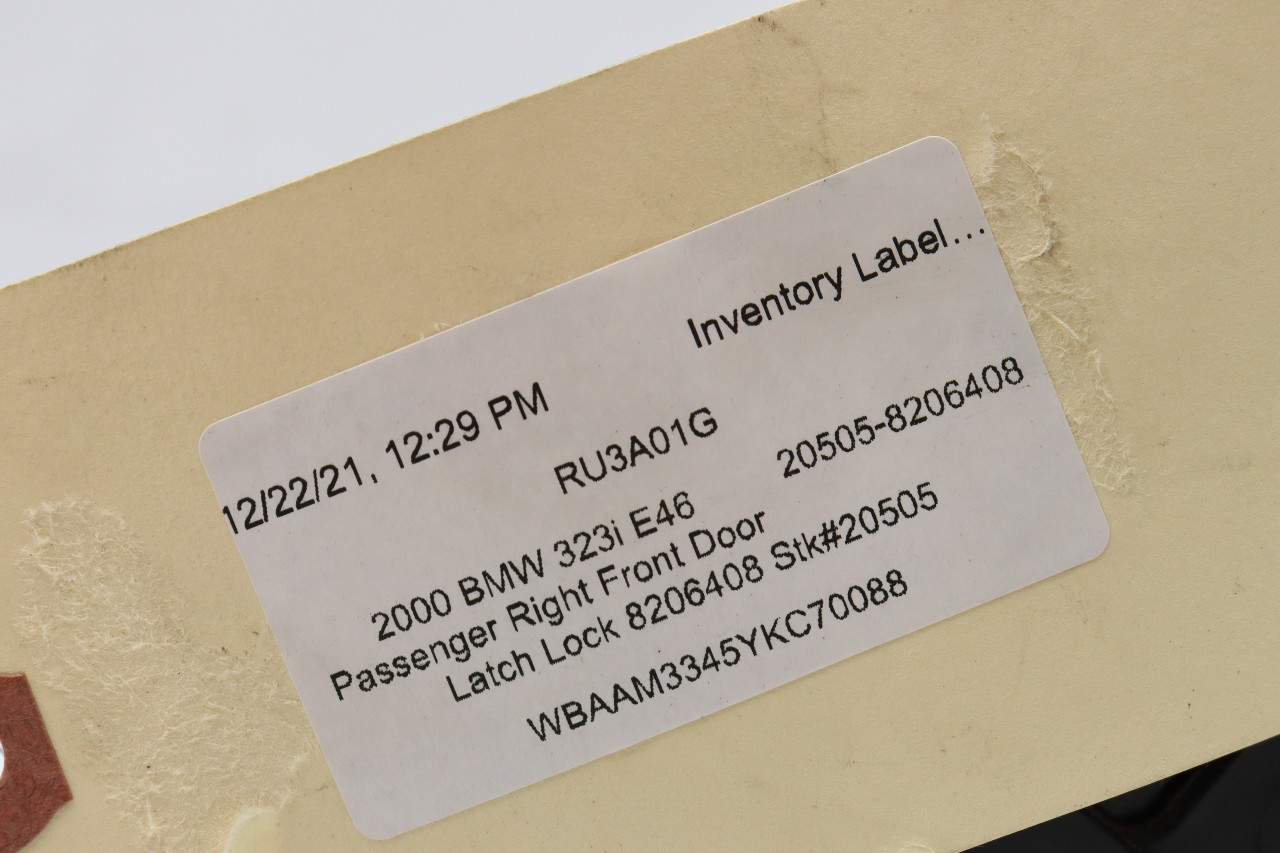 12/22/21, 12:29 PM
Inventory Label...
RU3A01G
20505-8206408
2000 BMW 323i E46
Passenger Right Front Door
Latch Lock 8206408 Stk#20505
WBAAM3345YKC70088